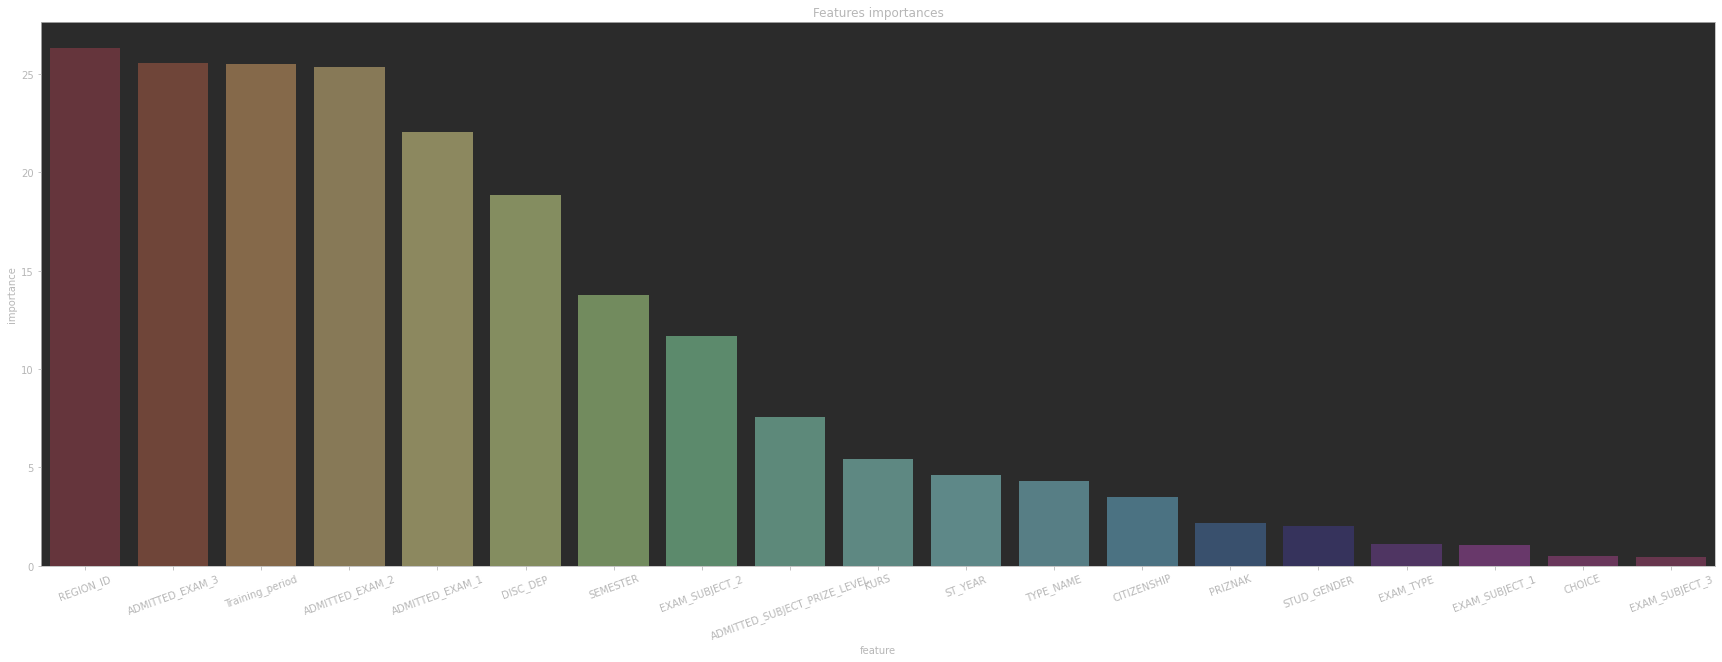 Features importances
importance
25
20
15
10
5
0
REGION_ID
ADMITTED_EXAM_3
Training_period
ADMITTED_EXAM_2
ADMITTED_EXAM_1
DISC_DEP
SEMESTER
EXAM_SUBJECT_2
ADMITTED_SUBJECT_PRIZE_LEVEL
KURS
ST_YEAR
TYPE_NAME
CITIZENSHIP
PRIZNAK
STUD_GENDER
EXAM_TYPE
EXAM_SUBJECT_1
CHOICE
EXAM_SUBJECT_3
feature